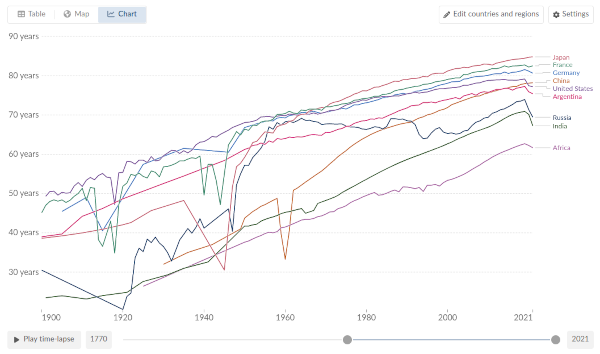 Table Map Chart Edit countries and regions Settings
90 years
80 years
70 years
60 years
50 years
40 years
30 years
Japan
France
Germany
China
United States
Argentina
Russia
India
Africa
1900 1920 1940 1960 1980 2000 2021
Play time-lapse 1770 2021